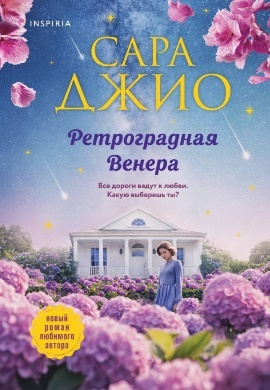 INSPIRIA
САРА
ДЖИО
Ретроградная
Венера
Все дороги ведут к любви.
Какую выберешь ты?
новый
роман
любимого
автора